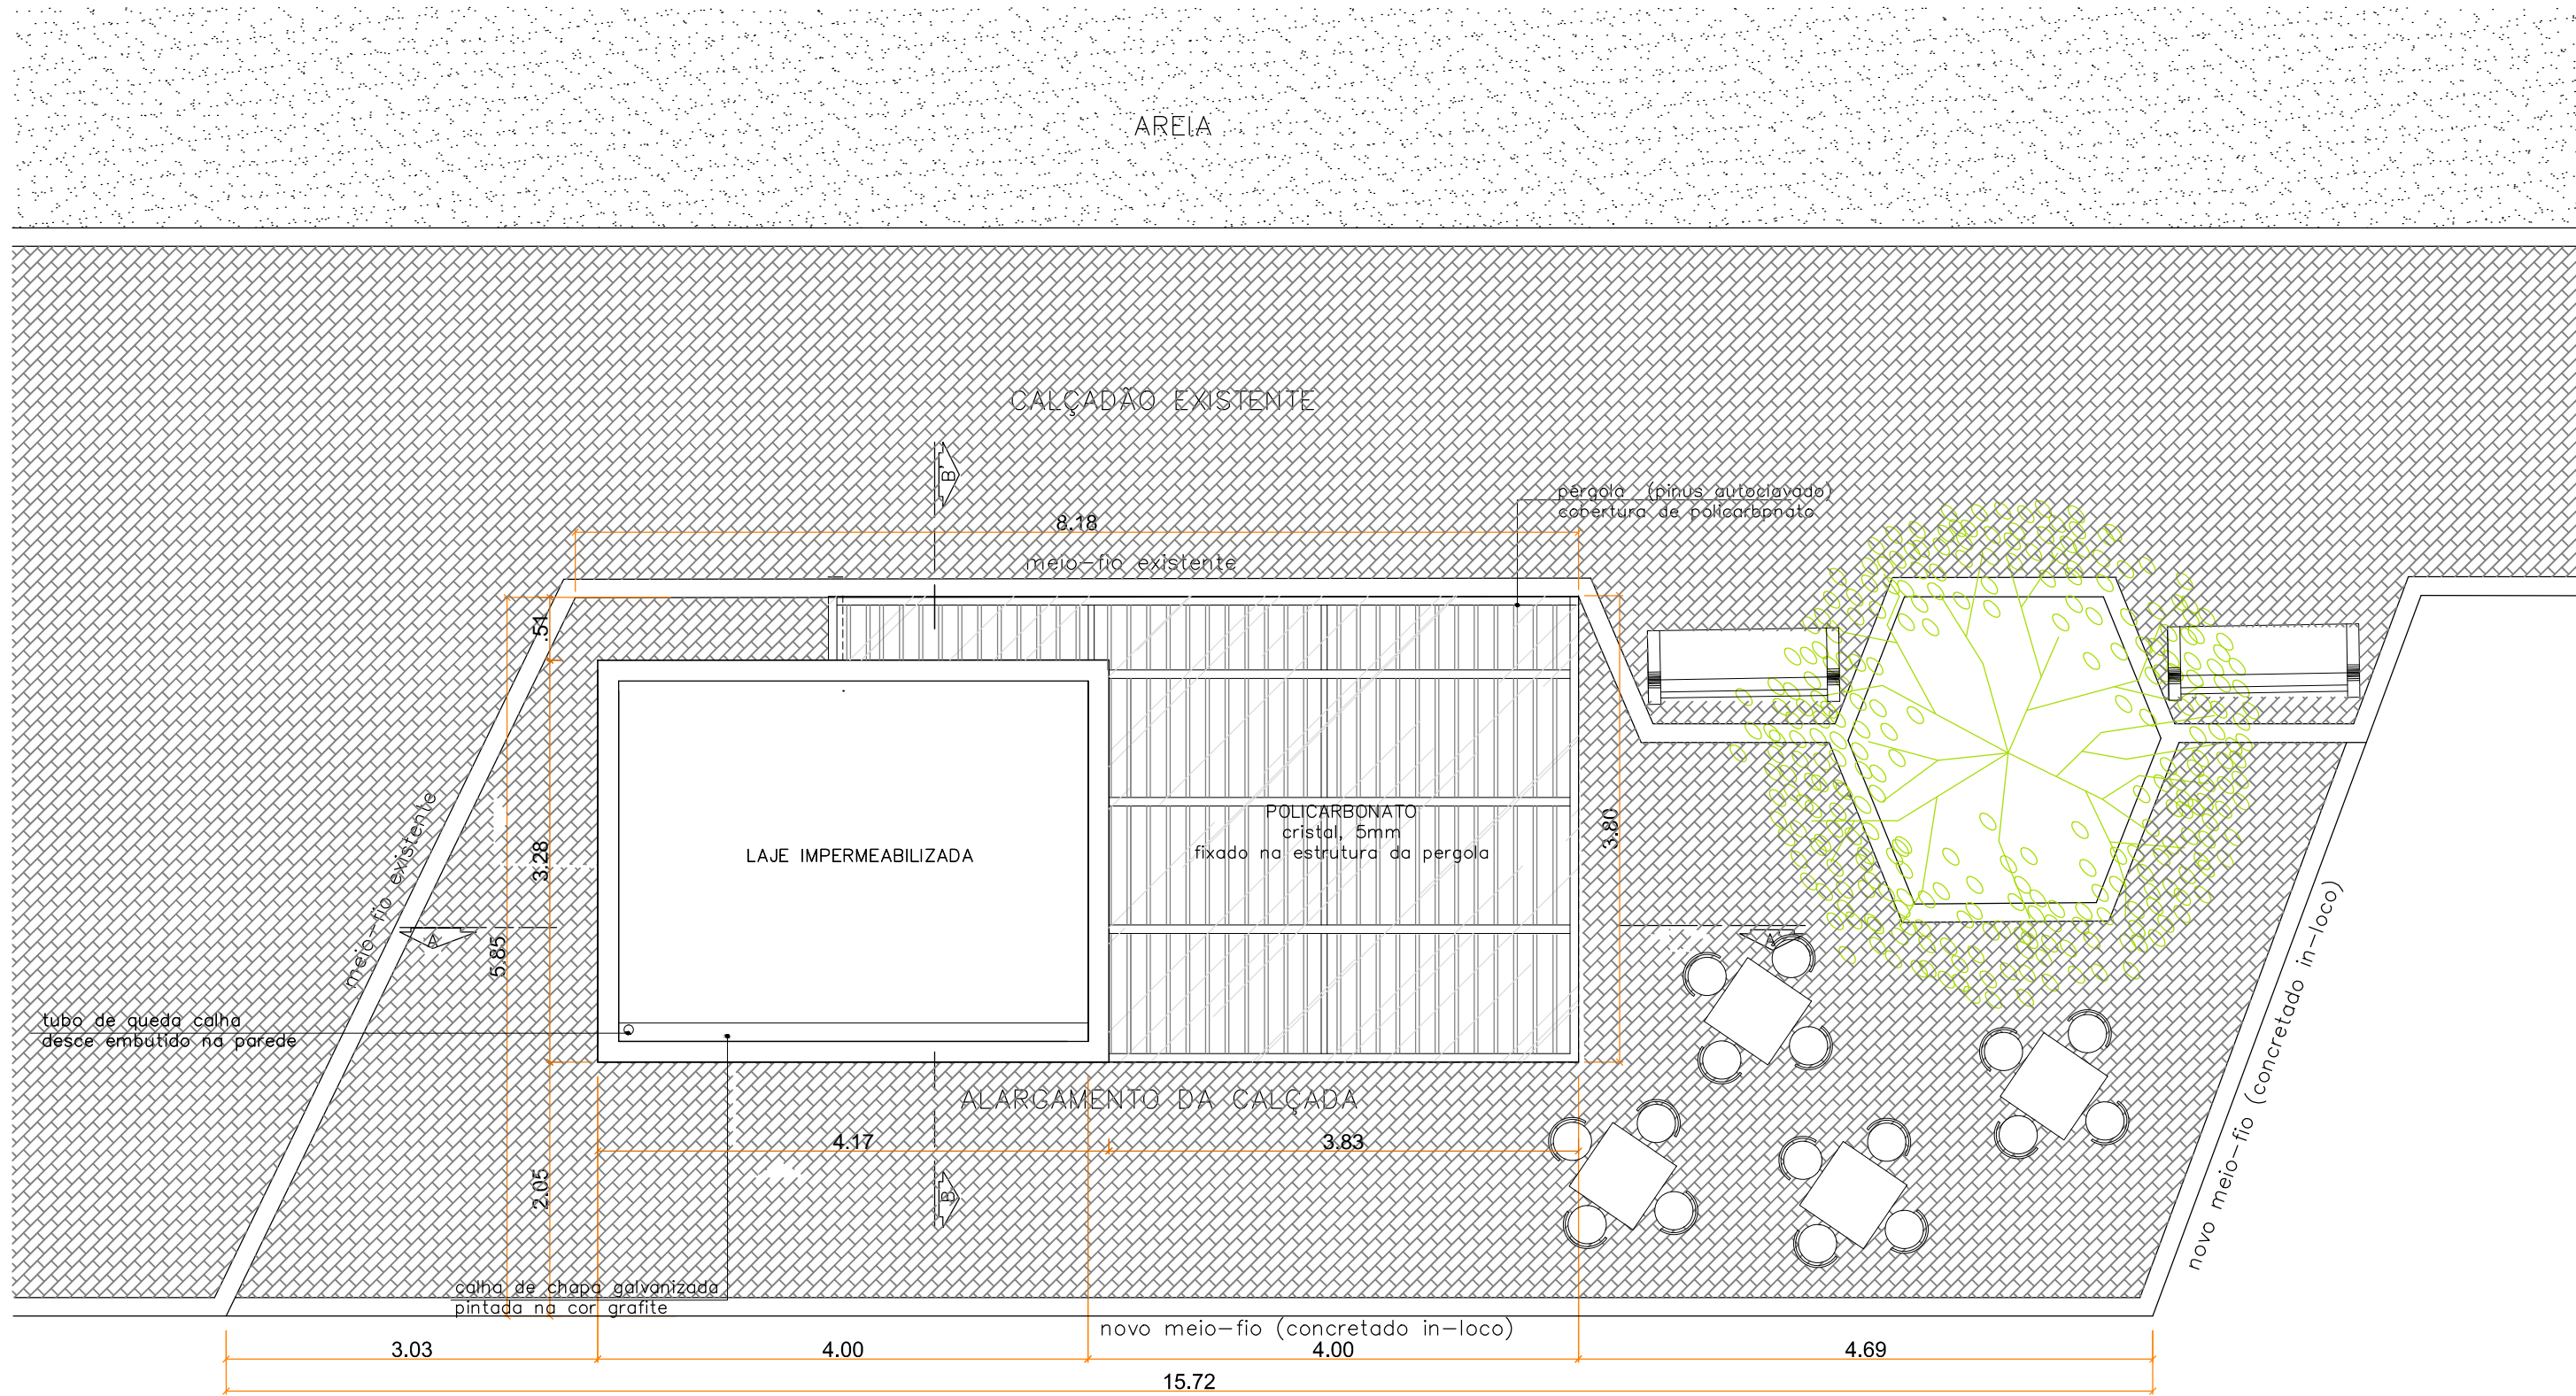 AREIA
CALÇADÃO EXISTENTE
B'
pérgola (pinus autoclavado)
cobertura de policarbonato
8.18
meio-fio existente
.51
POLICARBONATO
cristal, 5mm
fixado na estrutura da pergola
3.80
LAJE IMPERMEABILIZADA
3.28
meio-fio existente
A
5.85
A'
novo meio-fio (concretado in-loco)
tubo de queda calha
desce embutido na parede
ALARGAMENTO DA CALÇADA
4.17
3.83
2.05
B
calha de chapa galvanizada
pintada na cor grafite
novo meio-fio (concretado in-loco)
3.03
4.00
4.00
4.69
15.72